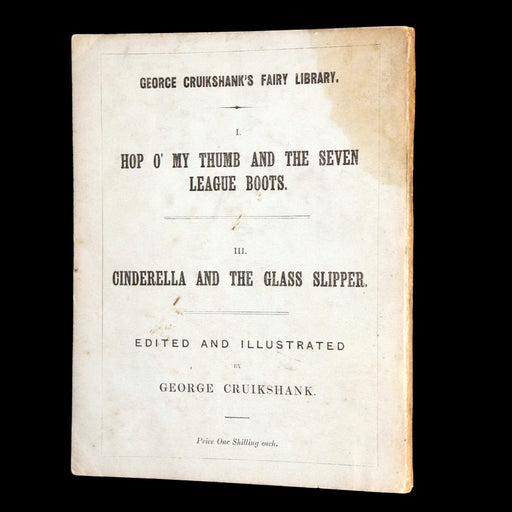 GEORGE CRUIKSHANK'S FAIRY LIBRARY.
I.
HOP O' MY THUMB AND THE SEVEN
LEAGUE BOOTS.
III.
CINDERELLA AND THE GLASS SLIPPER.
EDITED AND ILLUSTRATED
BY
GEORGE CRUIKSHANK.
Price One Shilling each.